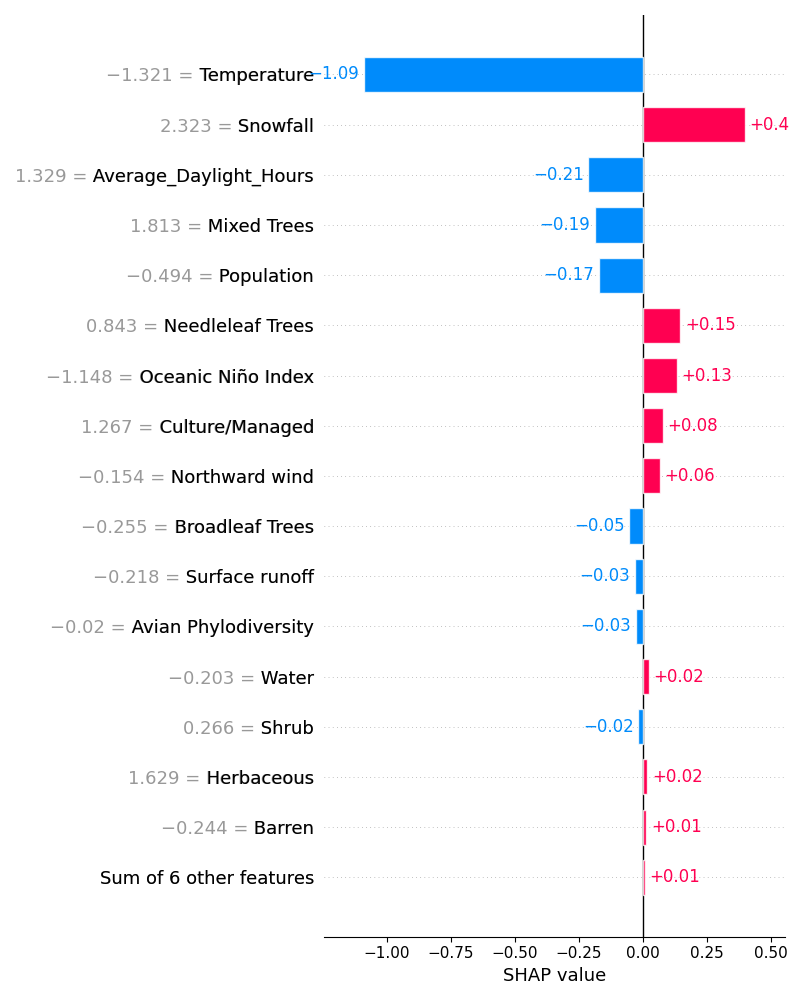 −1.321 = Temperature −1.09
2.323 = Snowfall +0.4
1.329 = Average_Daylight_Hours −0.21
1.813 = Mixed Trees −0.19
−0.494 = Population −0.17
0.843 = Needleleaf Trees +0.15
−1.148 = Oceanic Niño Index +0.13
1.267 = Culture/Managed +0.08
−0.154 = Northward wind +0.06
−0.255 = Broadleaf Trees −0.05
−0.218 = Surface runoff −0.03
−0.02 = Avian Phylodiversity −0.03
−0.203 = Water +0.02
0.266 = Shrub −0.02
1.629 = Herbaceous +0.02
−0.244 = Barren +0.01
Sum of 6 other features +0.01
−1.00 −0.75 −0.50 −0.25 0.00 0.25 0.50
SHAP value